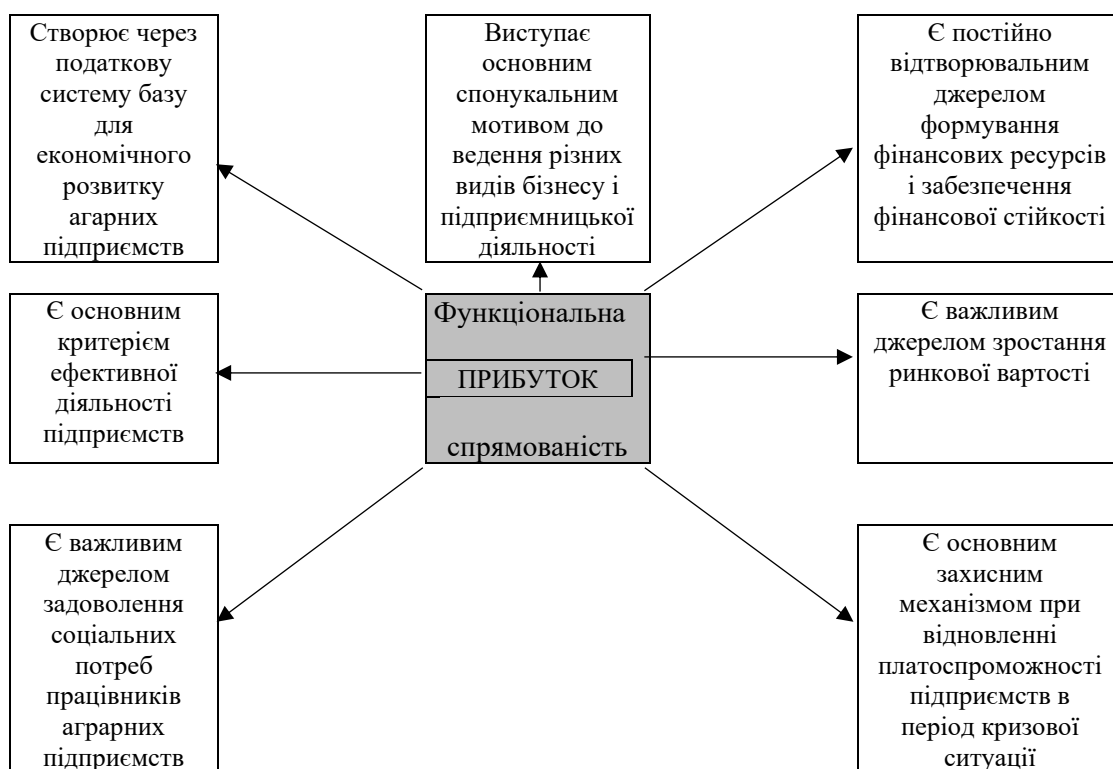 Створює через
податкову
систему базу
для
економічного
розвитку
агарних
підприємств
Виступає
основним
спонукальним
мотивом до
ведення різних
видів бізнесу і
підприємницької
діяльності
Є постійно
відтворювальним
джерелом
формування
фінансових ресурсів
і забезпечення
фінансової стійкості
Є основним
критерієм
ефективної
діяльності
підприємств
Функціональна
ПРИБУТОК
спрямованість
Є важливим
джерелом зростання
ринкової вартості
Є важливим
джерелом
задоволення
соціальних
потреб
працівників
аграрних
підприємств
Є основним
захисним
механізмом при
відновленні
платоспроможності
підприємств в
період кризової
ситуації